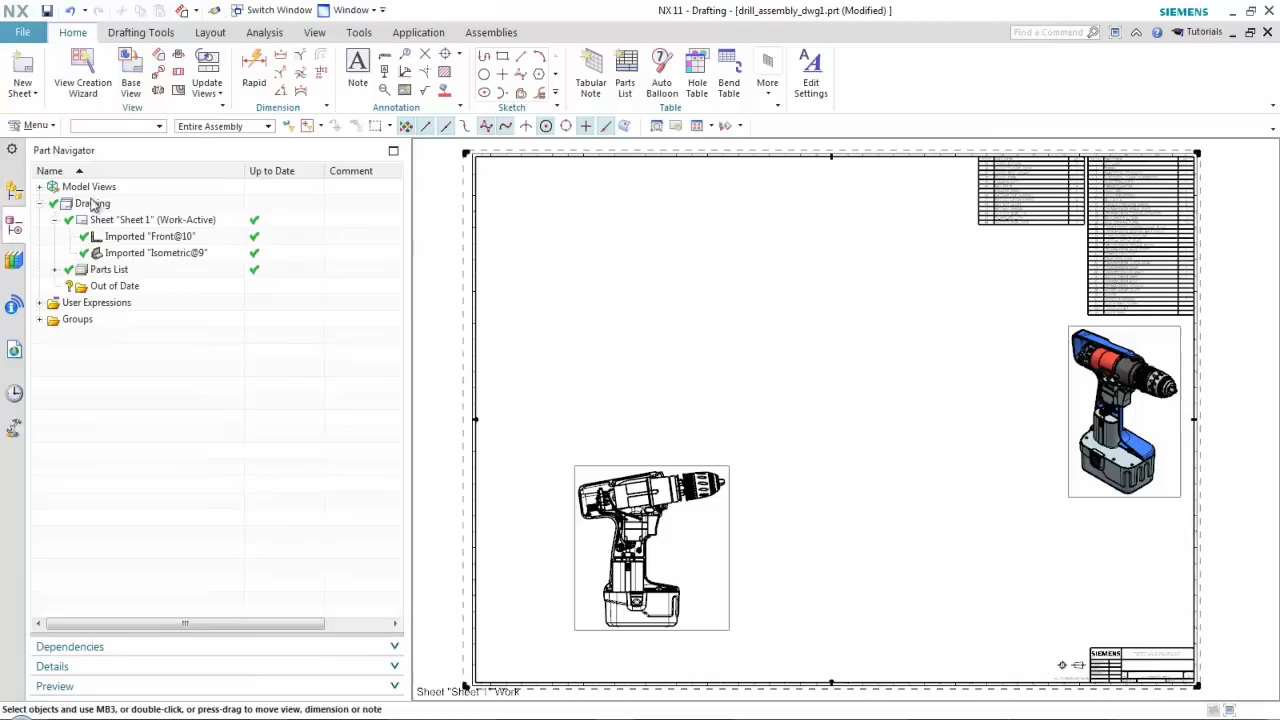 NX
Switch Window
Window
NX 11 - Drafting - [drill_assembly_dwg1.prt (Modified) ]
SIEMENS
File
Home
Drafting Tools
Layout
Analysis
View
Tools
Application
Assemblies
Find a Command
Tutorials
New
Sheet
View Creation
Wizard
Base
View
Update
Views
Rapid
Note
Tabular
Note
Parts
List
Auto
Balloon
Hole
Table
Bend
Table
More
Edit
Settings
View
Dimension
Annotation
Sketch
Table
Menu
Entire Assembly
Part Navigator
Name
Up to Date
Comment
Model Views
Drawing
Sheet "Sheet 1" (Work-Active)
Imported "Front@10"
Imported "Isometric@9"
Parts List
Out of Date
User Expressions
Groups
SIEMENS
Dependencies
Details
Preview
Sheet "Sheet 1" Work
Select objects and use MB3, or double-click, or press-drag to move view, dimension or note